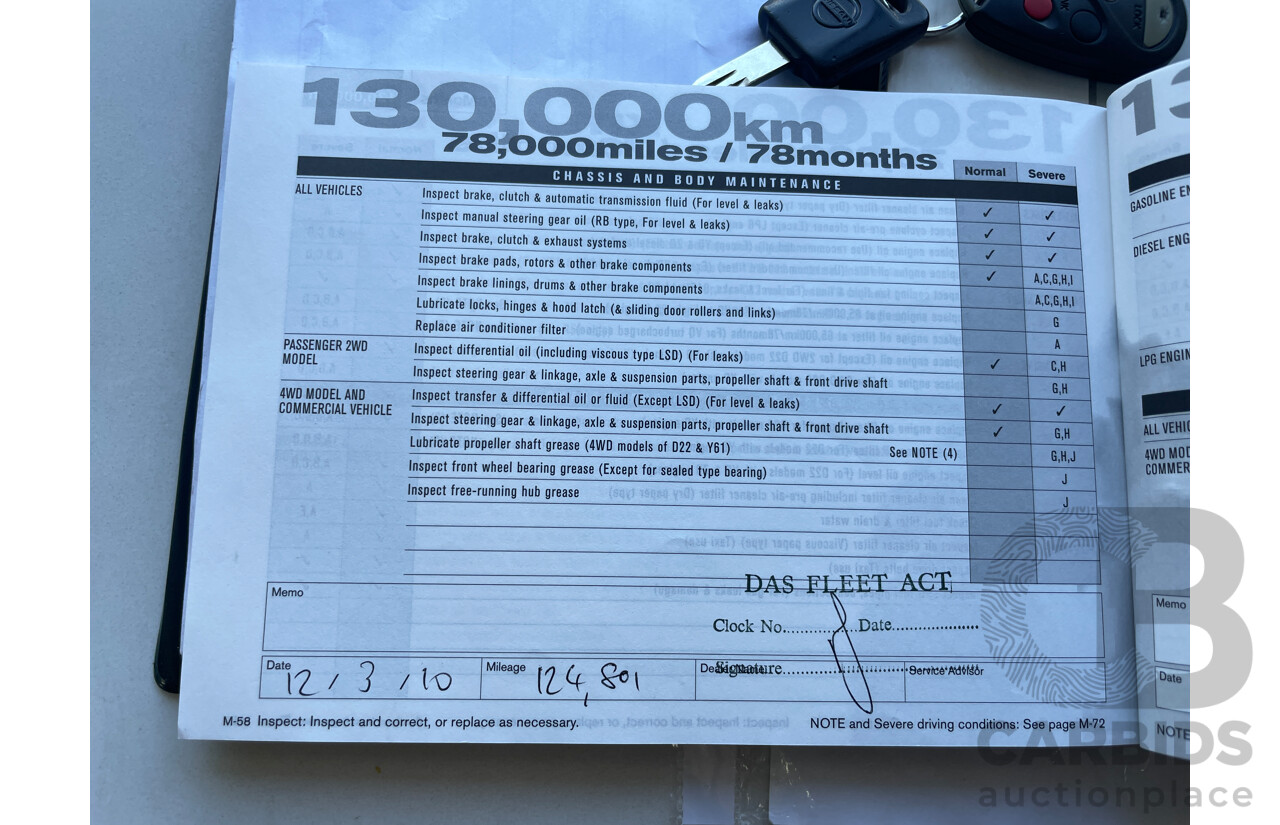 130,000km
78,000miles / 78months
CHASSIS AND BODY MAINTENANCE Normal Severe
ALL VEHICLES Inspect brake, clutch & automatic transmission fluid (For level & leaks) ✓ ✓
Inspect manual steering gear oil (RB type, For level & leaks) ✓ ✓
Inspect brake, clutch & exhaust systems ✓ ✓
Inspect brake pads, rotors & other brake components ✓ A,C,G,H,I
Inspect brake linings, drums & other brake components A,C,G,H,I
Lubricate locks, hinges & hood latch (& sliding door rollers and links) G
Replace air conditioner filter A
PASSENGER 2WD MODEL Inspect differential oil (including viscous type LSD) (For leaks) ✓ C,H
Inspect steering gear & linkage, axle & suspension parts, propeller shaft & front drive shaft G,H
4WD MODEL AND COMMERCIAL VEHICLE Inspect transfer & differential oil or fluid (Except LSD) (For level & leaks) ✓ ✓
Inspect steering gear & linkage, axle & suspension parts, propeller shaft & front drive shaft ✓ G,H
Lubricate propeller shaft grease (4WD models of D22 & Y61) See NOTE (4) G,H,J
Inspect front wheel bearing grease (Except for sealed type bearing) J
Inspect free-running hub grease J
Memo
DAS FLEET ACT
Clock No. Date
Signature
Date 12 / 3 / 10 Mileage 124,801 Service Advisor
M-58 Inspect: Inspect and correct, or replace as necessary. NOTE and Severe driving conditions: See page M-72
GASOLINE EN
DIESEL ENG
LPG ENGIN
ALL VEHIC
4WD MOD
COMMER
Memo
Date
NOTE
CARBIDS
auctionplace